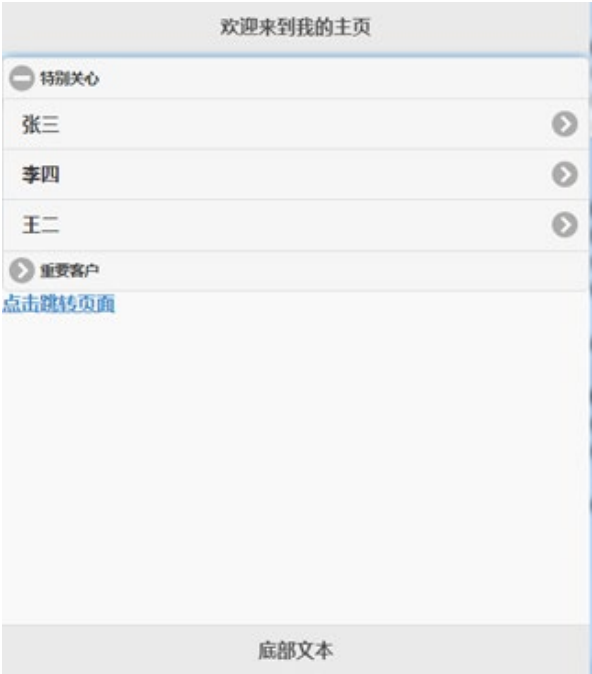 欢迎来到我的主页
特别关心
张三
李四
王二
重要客户
点击跳转页面
底部文本